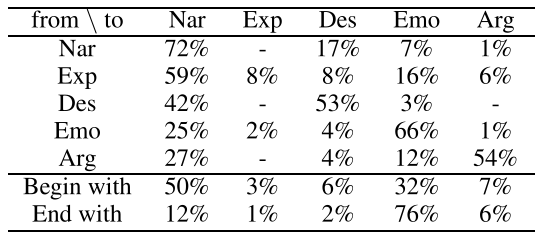 from \ to Nar Exp Des Emo Arg
Nar 72% - 17% 7% 1%
Exp 59% 8% 8% 16% 6%
Des 42% - 53% 3% -
Emo 25% 2% 4% 66% 1%
Arg 27% - 4% 12% 54%
Begin with 50% 3% 6% 32% 7%
End with 12% 1% 2% 76% 6%